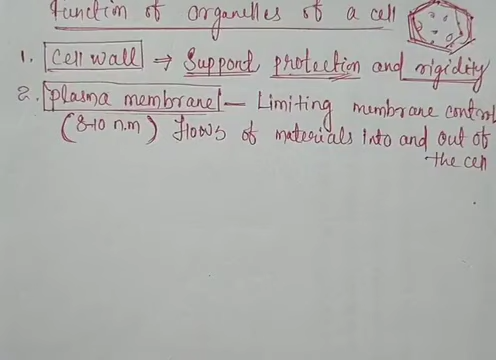 Function of organelles of a cell
1. Cell wall → Support protection and rigidity
2. Plasma membrane — Limiting membrane control
(8-10 n.m) flows of materials into and out of
the cell